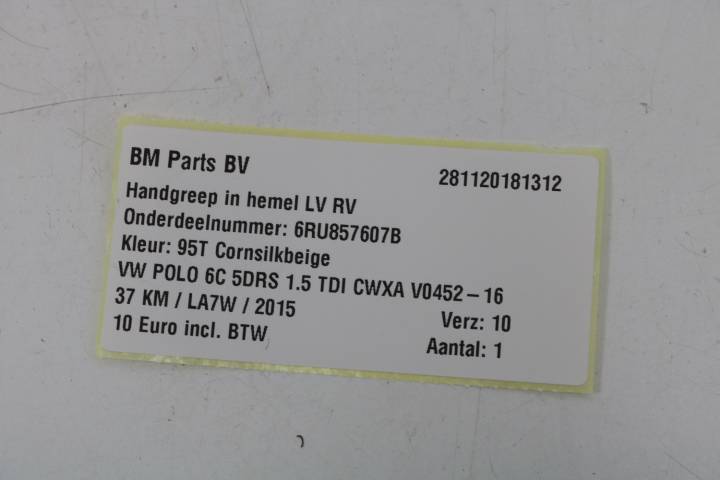 BM Parts BV 281120181312
Handgreep in hemel LV RV
Onderdeelnummer: 6RU857607B
Kleur: 95T Cornsilkbeige
VW POLO 6C 5DRS 1.5 TDI CWXA V0452-16
37 KM / LA7W / 2015 Verz: 10
10 Euro incl. BTW Aantal: 1